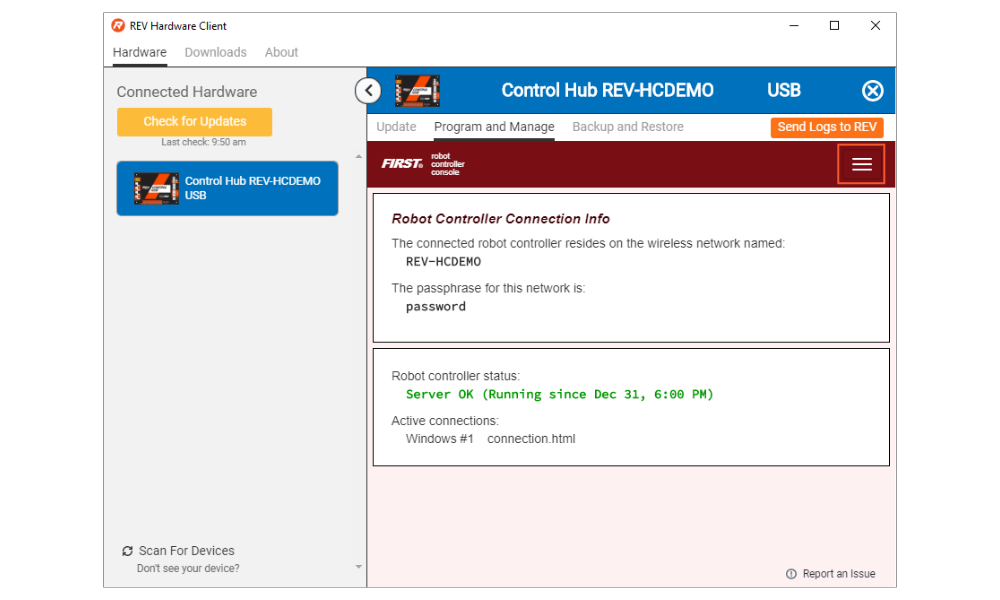 REV Hardware Client
Hardware Downloads About
Connected Hardware
Check for Updates
Last check: 9:50 am
Control Hub REV-HCDEMO
USB
Scan For Devices
Don't see your device?
Control Hub REV-HCDEMO USB
Update Program and Manage Backup and Restore Send Logs to REV
FIRST® robot
controller
console
Robot Controller Connection Info
The connected robot controller resides on the wireless network named:
REV-HCDEMO
The passphrase for this network is:
password
Robot controller status:
Server OK (Running since Dec 31, 6:00 PM)
Active connections:
Windows #1 connection.html
Report an Issue